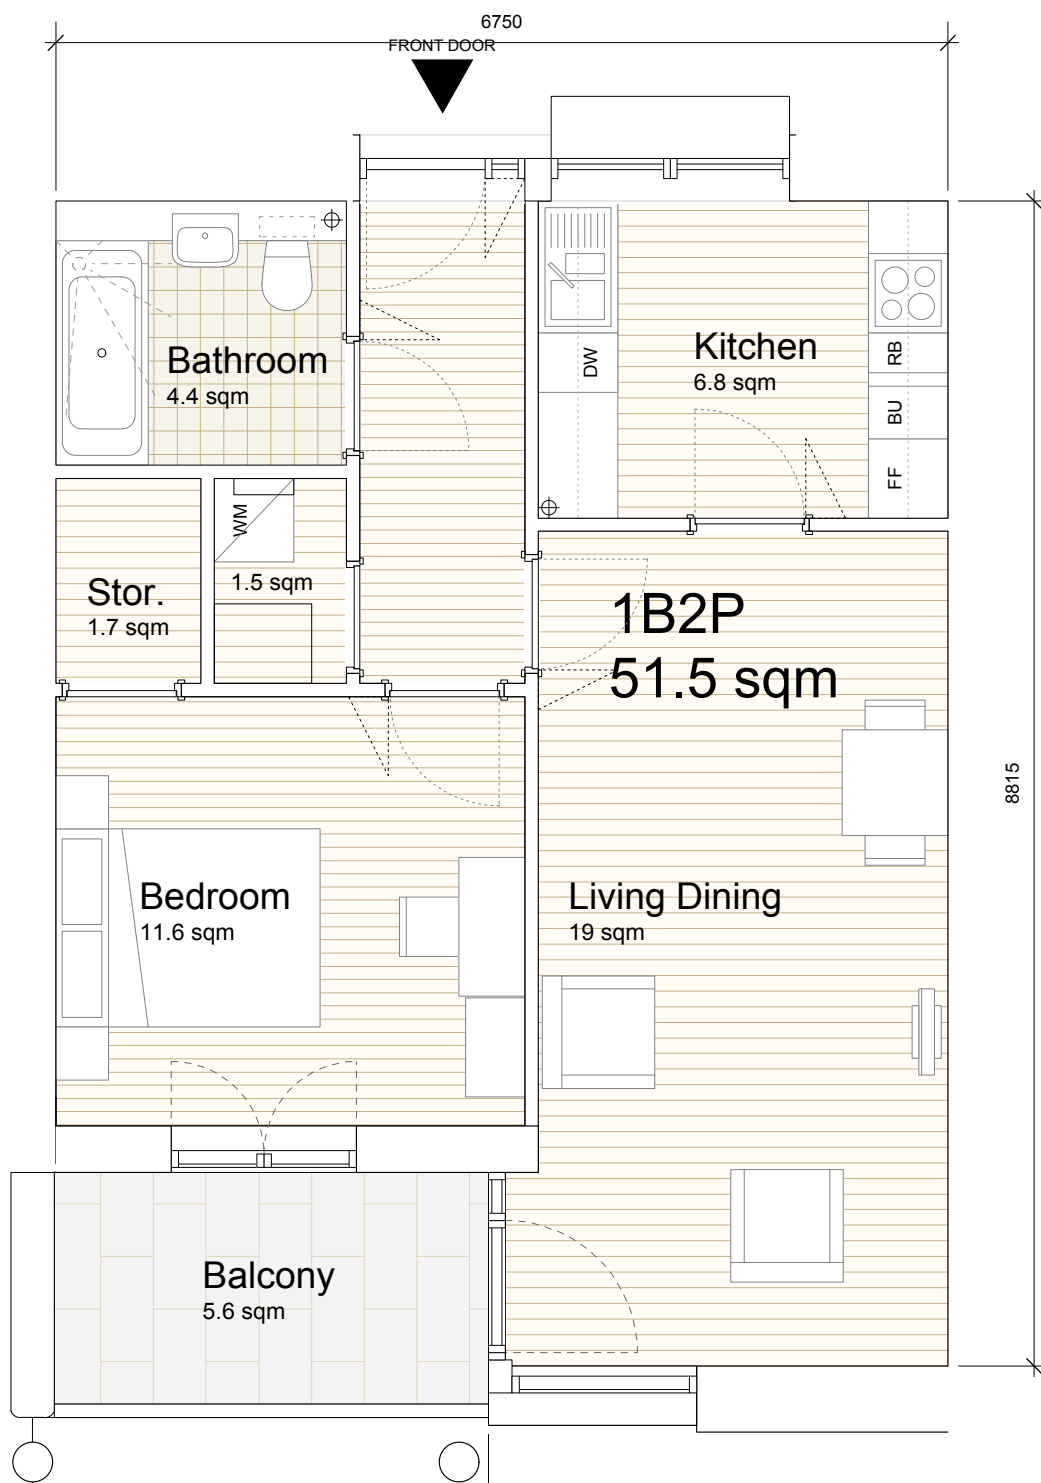 6750
FRONT DOOR
Bathroom
4.4 sqm
Kitchen
6.8 sqm
DW
RB
BU
FF
WM
1.5 sqm
Stor.
1.7 sqm
1B2P
51.5 sqm
8815
Bedroom
11.6 sqm
Living Dining
19 sqm
Balcony
5.6 sqm